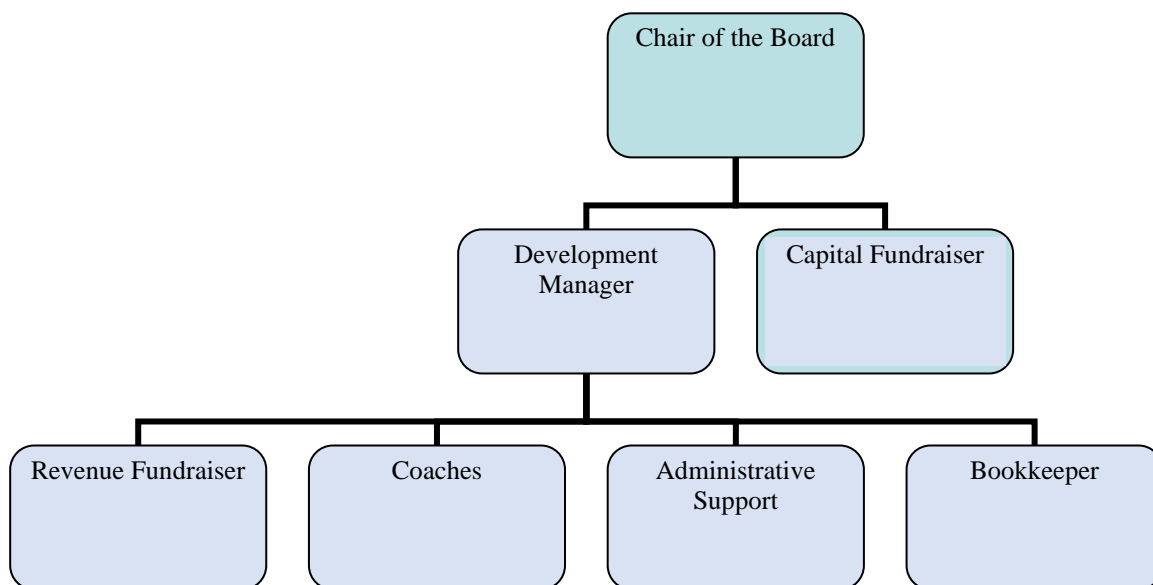 Chair of the Board
Development
Manager
Capital Fundraiser
Revenue Fundraiser
Coaches
Administrative
Support
Bookkeeper